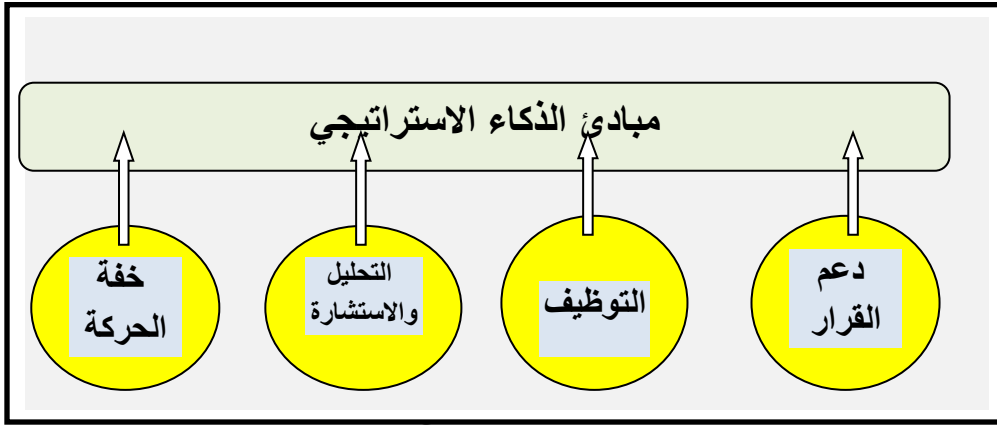 مبادئ الذكاء الاستراتيجي
دعم
القرار
التوظيف
التحليل
والاستشارة
خفة
الحركة